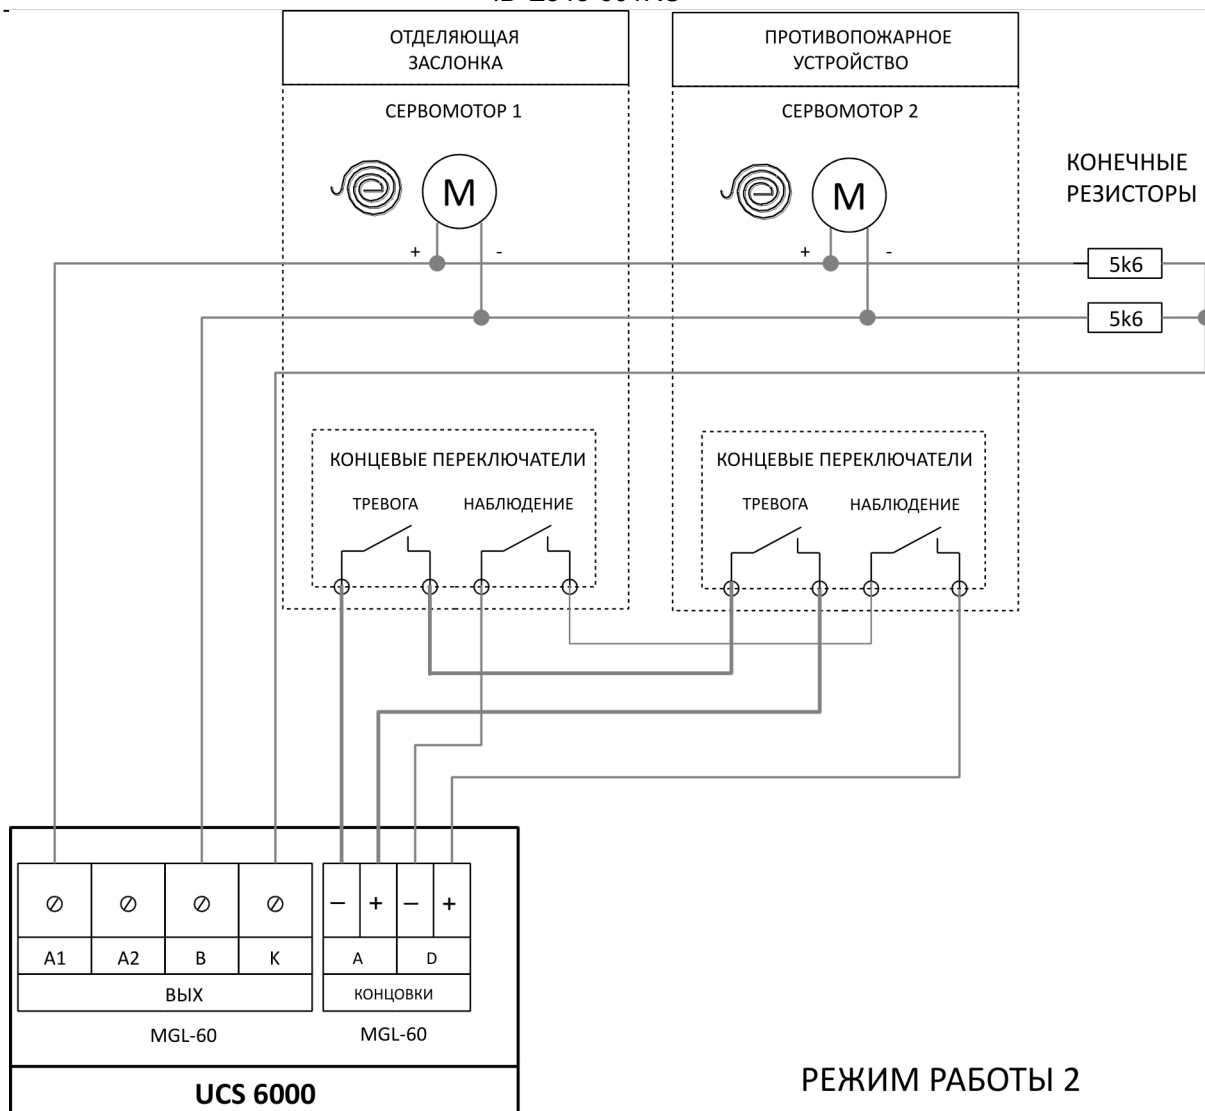 ОТДЕЛЯЮЩАЯ
ЗАСЛОНКА
ПРОТИВОПОЖАРНОЕ
УСТРОЙСТВО
СЕРВОМОТОР 1
СЕРВОМОТОР 2
КОНЕЧНЫЕ
РЕЗИСТОРЫ
M
M
+ -
+ -
5k6
5k6
КОНЦЕВЫЕ ПЕРЕКЛЮЧАТЕЛИ
КОНЦЕВЫЕ ПЕРЕКЛЮЧАТЕЛИ
ТРЕВОГА НАБЛЮДЕНИЕ
ТРЕВОГА НАБЛЮДЕНИЕ
– + – +
A1 A2 B K
A D
ВЫХ
КОНЦОВКИ
MGL-60
MGL-60
UCS 6000
РЕЖИМ РАБОТЫ 2